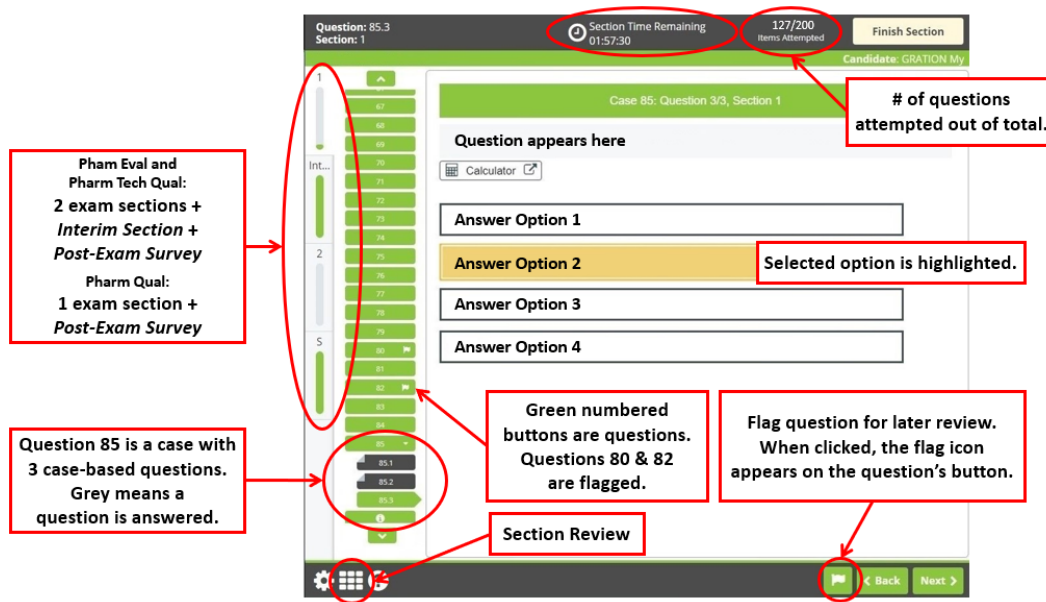 Question: 85.3
Section: 1
Section Time Remaining
01:57:30
127/200
Items Attempted
Finish Section
Candidate: GRATION My
1
Int...
2
S
67
68
69
70
71
72
73
74
75
76
77
78
79
80
81
82
83
84
85
85.1
85.2
85.3
Case 85: Question 3/3, Section 1
Question appears here
Calculator
Answer Option 1
Answer Option 2
Answer Option 3
Answer Option 4
# of questions
attempted out of total.
Selected option is highlighted.
Pham Eval and
Pharm Tech Qual:
2 exam sections +
Interim Section +
Post-Exam Survey
Pharm Qual:
1 exam section +
Post-Exam Survey
Question 85 is a case with
3 case-based questions.
Grey means a
question is answered.
Green numbered
buttons are questions.
Questions 80 & 82
are flagged.
Flag question for later review.
When clicked, the flag icon
appears on the question's button.
Section Review
Back
Next